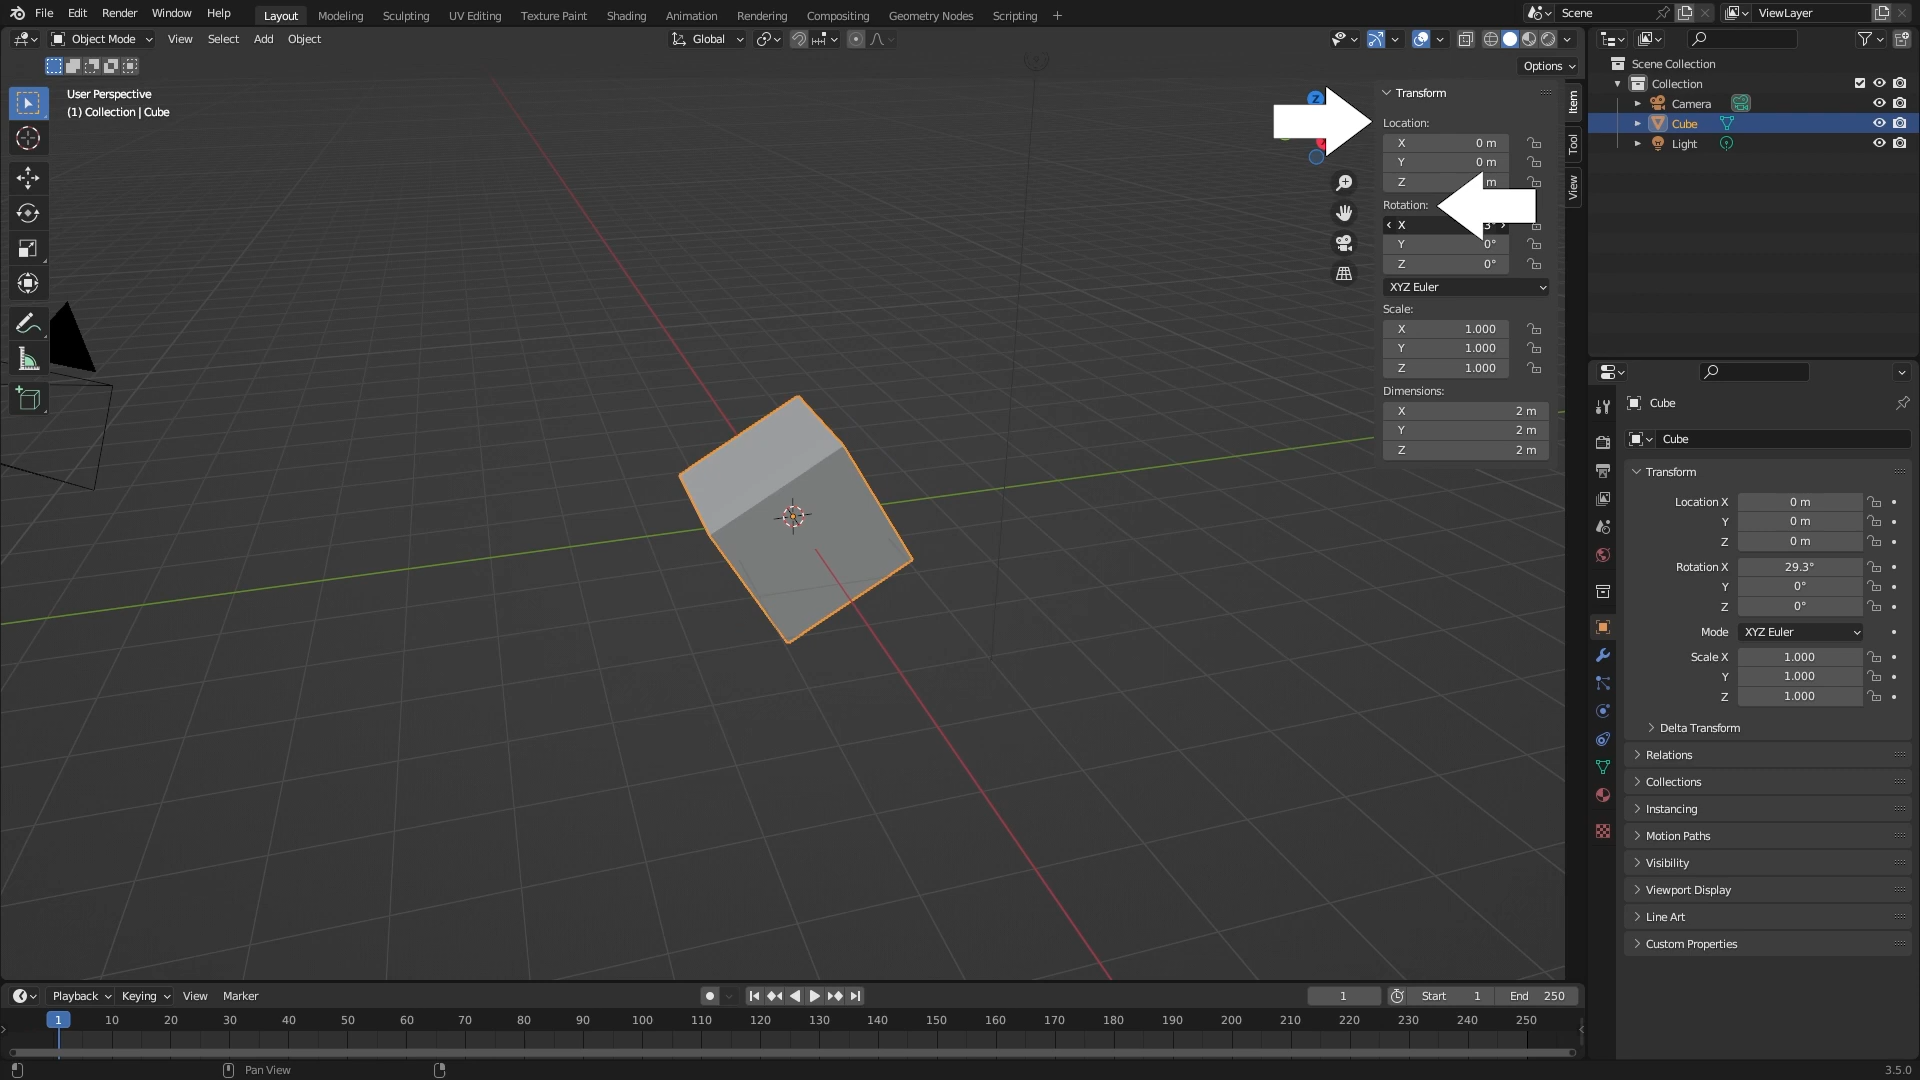 File Edit Render Window Help
Layout Modeling Sculpting UV Editing Texture Paint Shading Animation Rendering Compositing Geometry Nodes Scripting +
Scene
ViewLayer
Object Mode View Select Add Object
Global
Options
User Perspective
(1) Collection | Cube
Z
Transform
Location:
X 0 m
Y 0 m
Z m
Rotation:
X 3°
Y 0°
Z 0°
XYZ Euler
Scale:
X 1.000
Y 1.000
Z 1.000
Dimensions:
X 2 m
Y 2 m
Z 2 m
Item
Tool
View
Scene Collection
Collection
Camera
Cube
Light
Cube
Cube
Transform
Location X 0 m
Y 0 m
Z 0 m
Rotation X 29.3°
Y 0°
Z 0°
Mode XYZ Euler
Scale X 1.000
Y 1.000
Z 1.000
Delta Transform
Relations
Collections
Instancing
Motion Paths
Visibility
Viewport Display
Line Art
Custom Properties
Playback Keying View Marker
1
Start 1
End 250
1 10 20 30 40 50 60 70 80 90 100 110 120 130 140 150 160 170 180 190 200 210 220 230 240 250
Pan View
3.5.0